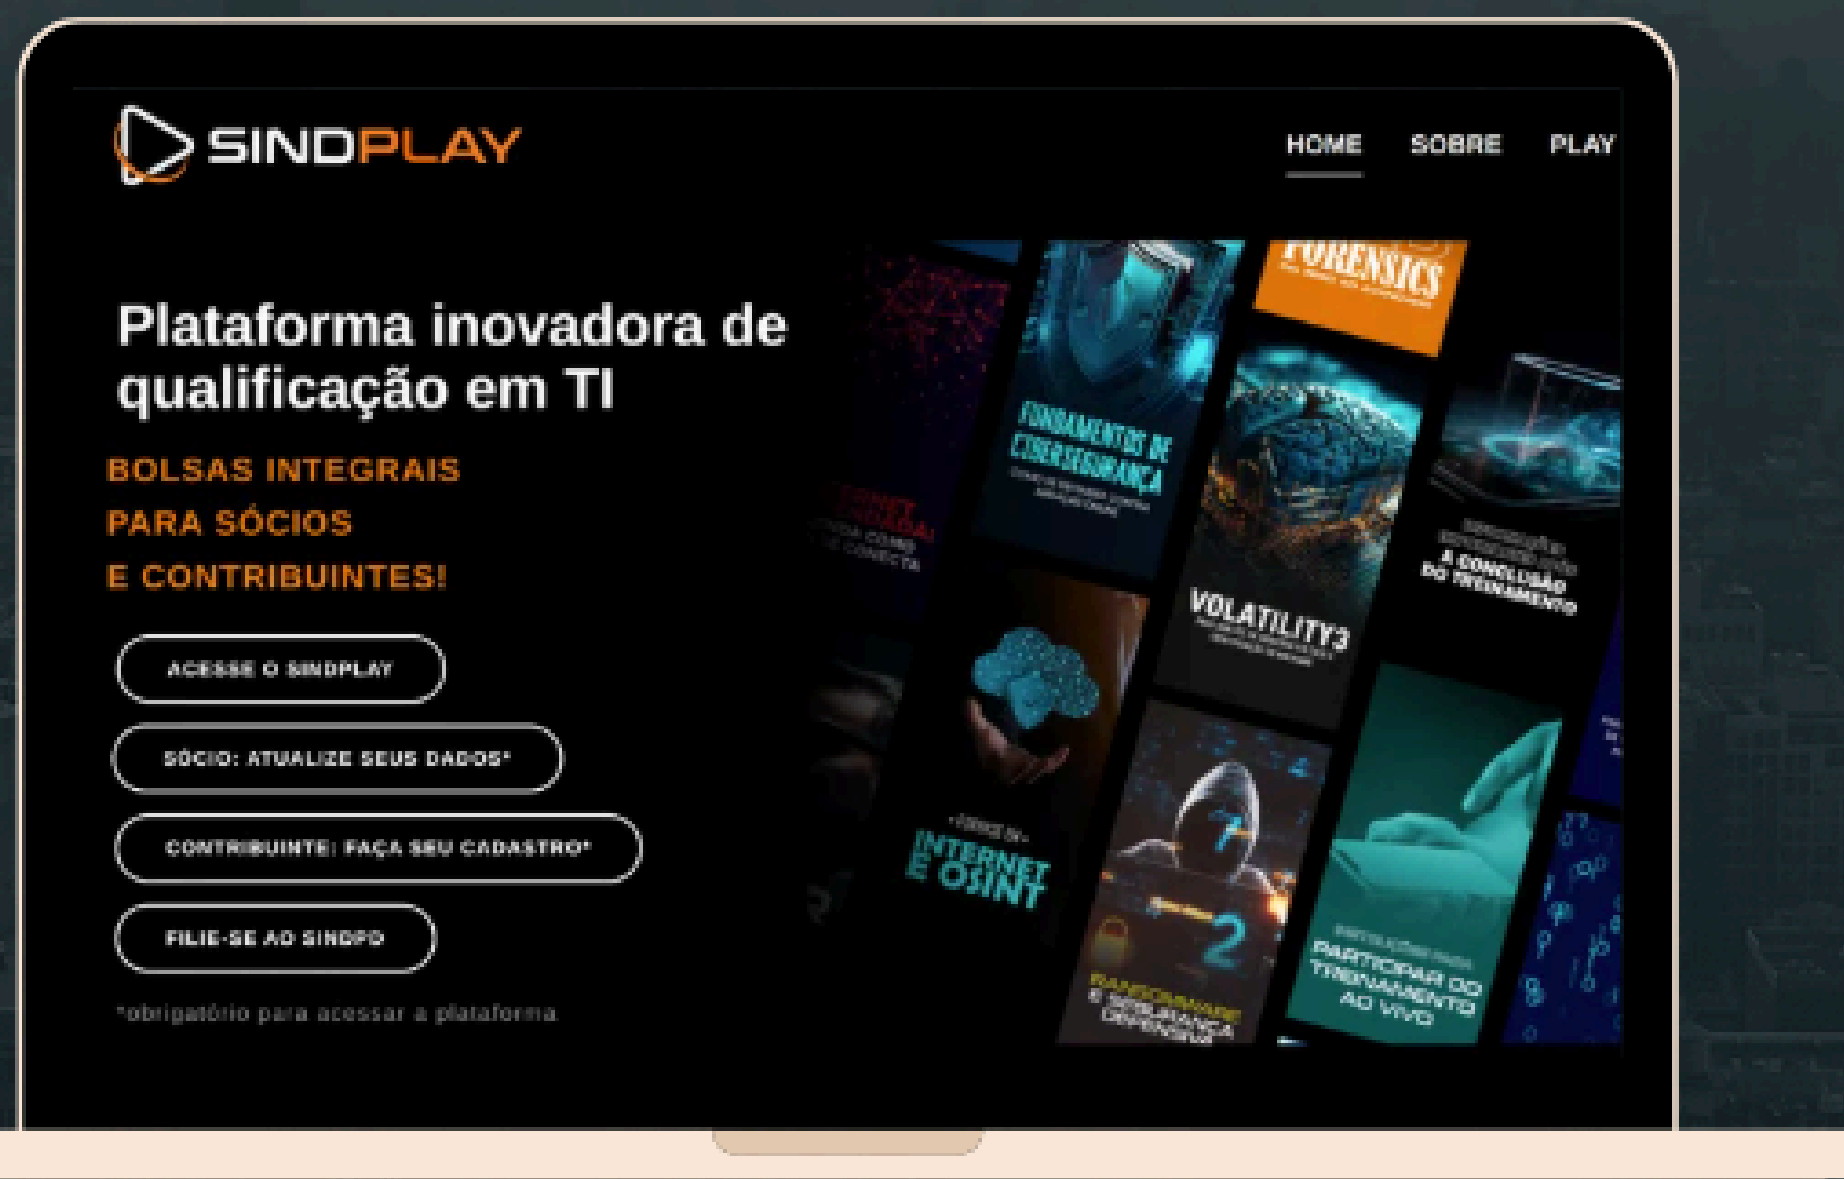 SINDPLAY
HOME SOBRE PLAY
Plataforma inovadora de
qualificação em TI
BOLSAS INTEGRAIS
PARA SÓCIOS
E CONTRIBUINTES!
ACESSE O SINDPLAY
SÓCIO: ATUALIZE SEUS DADOS*
CONTRIBUINTE: FAÇA SEU CADASTRO*
FILIE-SE AO SINDPD
*obrigatório para acessar a plataforma
FORENSICS
FUNDAMENTOS DE
CIBERSEGURANÇA
VOLATILITY3
À CONCLUSÃO
DO TREINAMENTO
INTERNET
E OSINT
RANSOMWARE
E SEGURANÇA
DEFENSIVA
PARTICIPAR DO
TREINAMENTO
AO VIVO